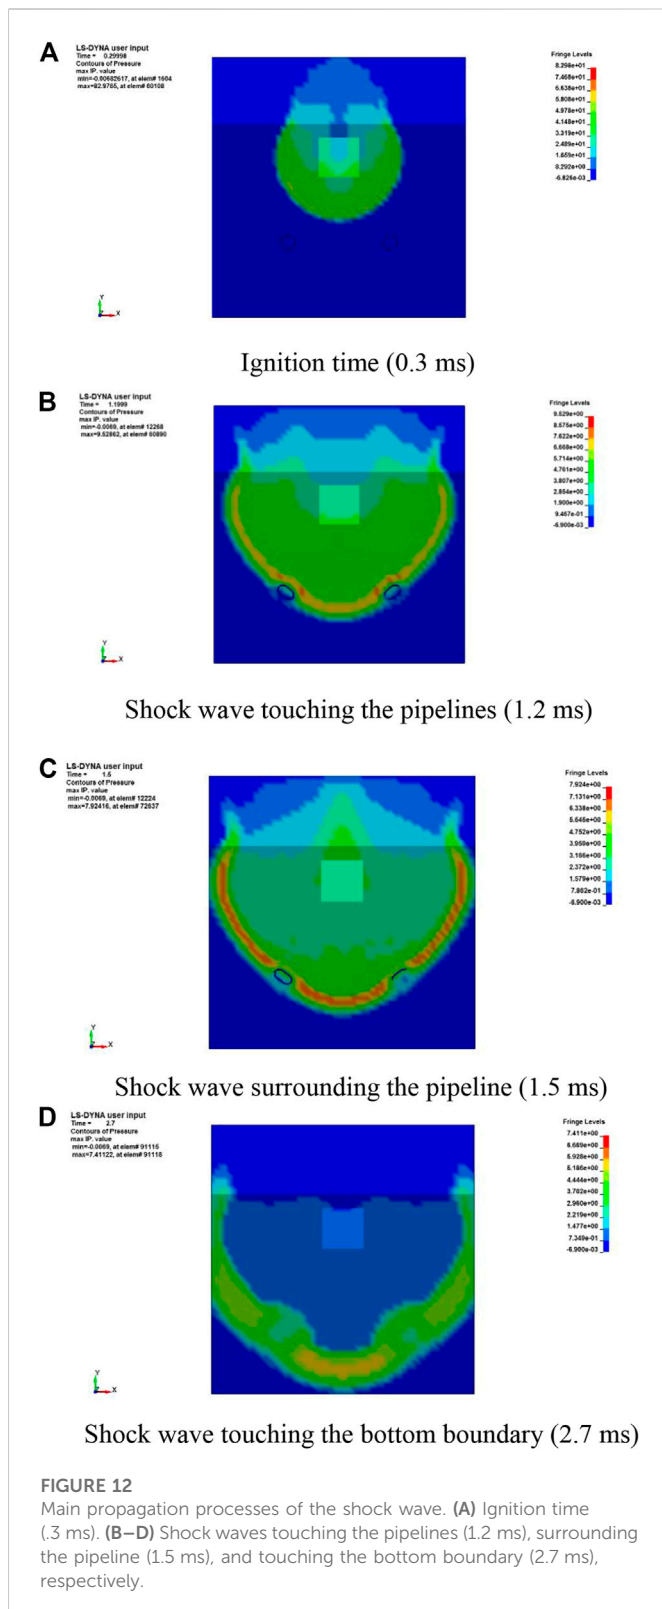 A
LS-DYNA user input
Time = 0.29998
Contours of Pressure
max IP. value
min=-0.00682617, at elem# 1604
max=82.9785, at elem# 60108
Fringe Levels
8.298e+01
7.468e+01
6.638e+01
5.808e+01
4.978e+01
4.148e+01
3.319e+01
2.489e+01
1.659e+01
8.292e+00
-6.826e-03
Y
Z
X
Ignition time (0.3 ms)
B
LS-DYNA user input
Time = 1.1999
Contours of Pressure
max IP. value
min=-0.0069, at elem# 12268
max=9.52862, at elem# 60890
Fringe Levels
9.529e+00
8.575e+00
7.622e+00
6.668e+00
5.714e+00
4.761e+00
3.807e+00
2.854e+00
1.900e+00
9.467e-01
-6.900e-03
Y
Z
X
Shock wave touching the pipelines (1.2 ms)
C
LS-DYNA user input
Time = 1.5
Contours of Pressure
max IP. value
min=-0.0069, at elem# 12224
max=7.92416, at elem# 72637
Fringe Levels
7.924e+00
7.131e+00
6.338e+00
5.545e+00
4.752e+00
3.959e+00
3.166e+00
2.372e+00
1.579e+00
7.862e-01
-6.900e-03
Y
Z
X
Shock wave surrounding the pipeline (1.5 ms)
D
LS-DYNA user input
Time = 2.7
Contours of Pressure
max IP. value
min=-0.0069, at elem# 91115
max=7.41122, at elem# 91118
Fringe Levels
7.411e+00
6.669e+00
5.928e+00
5.186e+00
4.444e+00
3.702e+00
2.960e+00
2.219e+00
1.477e+00
7.349e-01
-6.900e-03
Y
Z
X
Shock wave touching the bottom boundary (2.7 ms)
FIGURE 12
Main propagation processes of the shock wave. (A) Ignition time
(.3 ms). (B–D) Shock waves touching the pipelines (1.2 ms), surrounding
the pipeline (1.5 ms), and touching the bottom boundary (2.7 ms),
respectively.